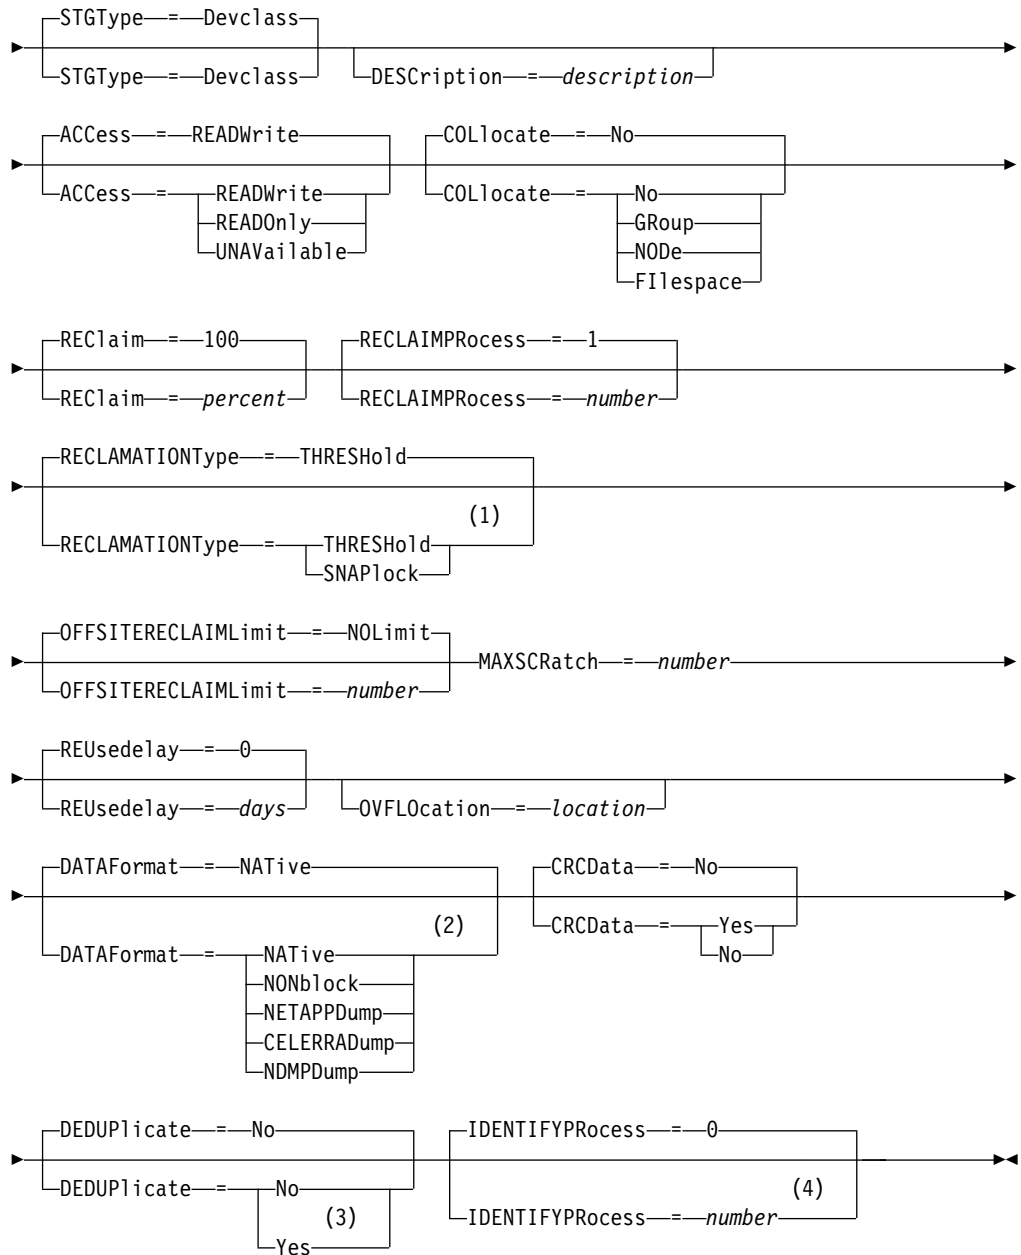 STGType = Devclass
STGType = Devclass
DESCription = description
ACCess = READWrite
ACCess = READWrite
READOnly
UNAVailable
COLlocate = No
COLlocate = No
GRoup
NODe
FIlespace
REClaim = 100
REClaim = percent
RECLAIMPRocess = 1
RECLAIMPRocess = number
RECLAMATIONType = THRESHold
(1)
RECLAMATIONType = THRESHold
SNAPlock
OFFSITERECLAIMLimit = NOLimit
OFFSITERECLAIMLimit = number
MAXSCRatch = number
REUsedelay = 0
REUsedelay = days
OVFLOcation = location
DATAFormat = NATive
(2)
DATAFormat = NATive
NONblock
NETAPPDump
CELERRADump
NDMPDump
CRCData = No
CRCData = Yes
No
DEDUPlicate = No
DEDUPlicate = No
(3)
Yes
IDENTIFYPRocess = 0
(4)
IDENTIFYPRocess = number